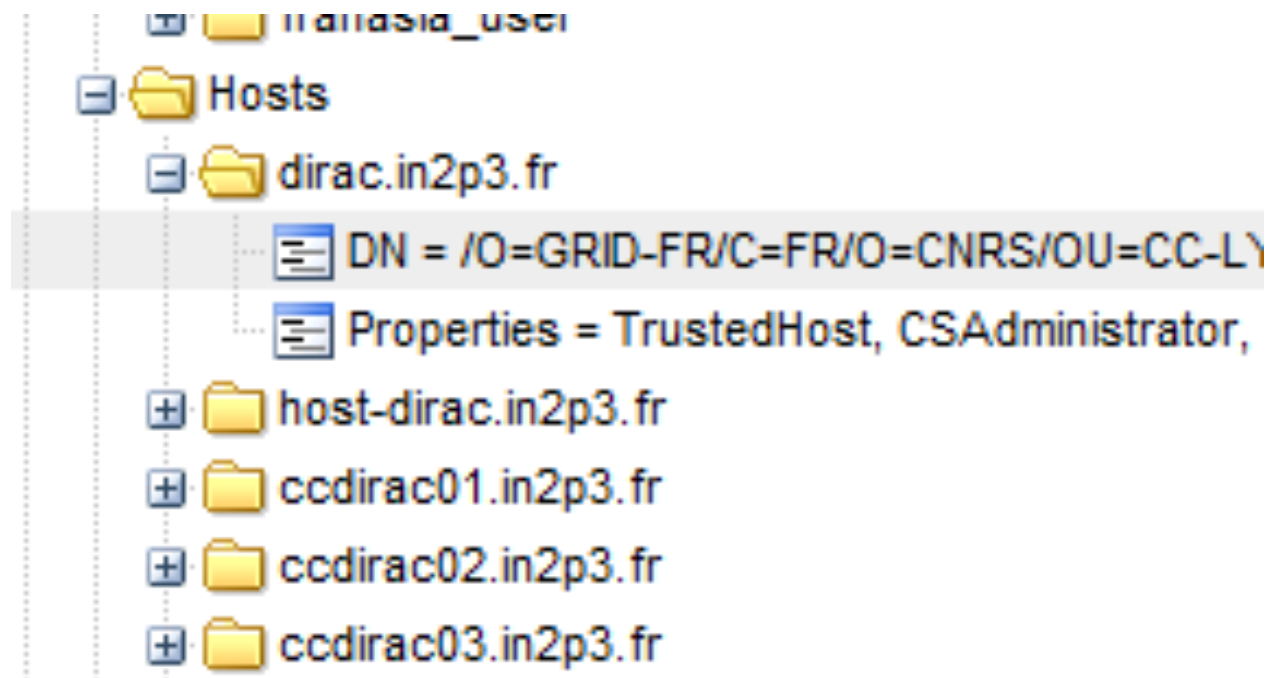 Hosts
dirac.in2p3.fr
DN = /O=GRID-FR/C=FR/O=CNRS/OU=CC-LY
Properties = TrustedHost, CSAdministrator,
host-dirac.in2p3.fr
ccdirac01.in2p3.fr
ccdirac02.in2p3.fr
ccdirac03.in2p3.fr